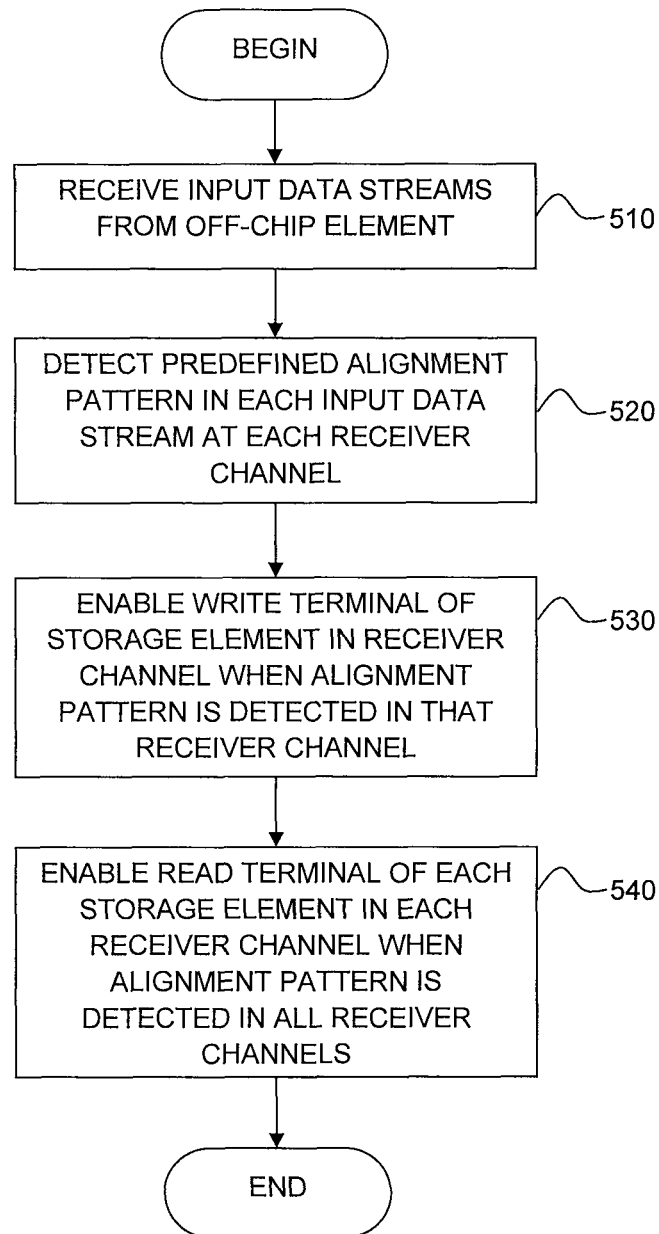 BEGIN
RECEIVE INPUT DATA STREAMS
FROM OFF-CHIP ELEMENT
510
DETECT PREDEFINED ALIGNMENT
PATTERN IN EACH INPUT DATA
STREAM AT EACH RECEIVER
CHANNEL
520
ENABLE WRITE TERMINAL OF
STORAGE ELEMENT IN RECEIVER
CHANNEL WHEN ALIGNMENT
PATTERN IS DETECTED IN THAT
RECEIVER CHANNEL
530
ENABLE READ TERMINAL OF EACH
STORAGE ELEMENT IN EACH
RECEIVER CHANNEL WHEN
ALIGNMENT PATTERN IS
DETECTED IN ALL RECEIVER
CHANNELS
540
END